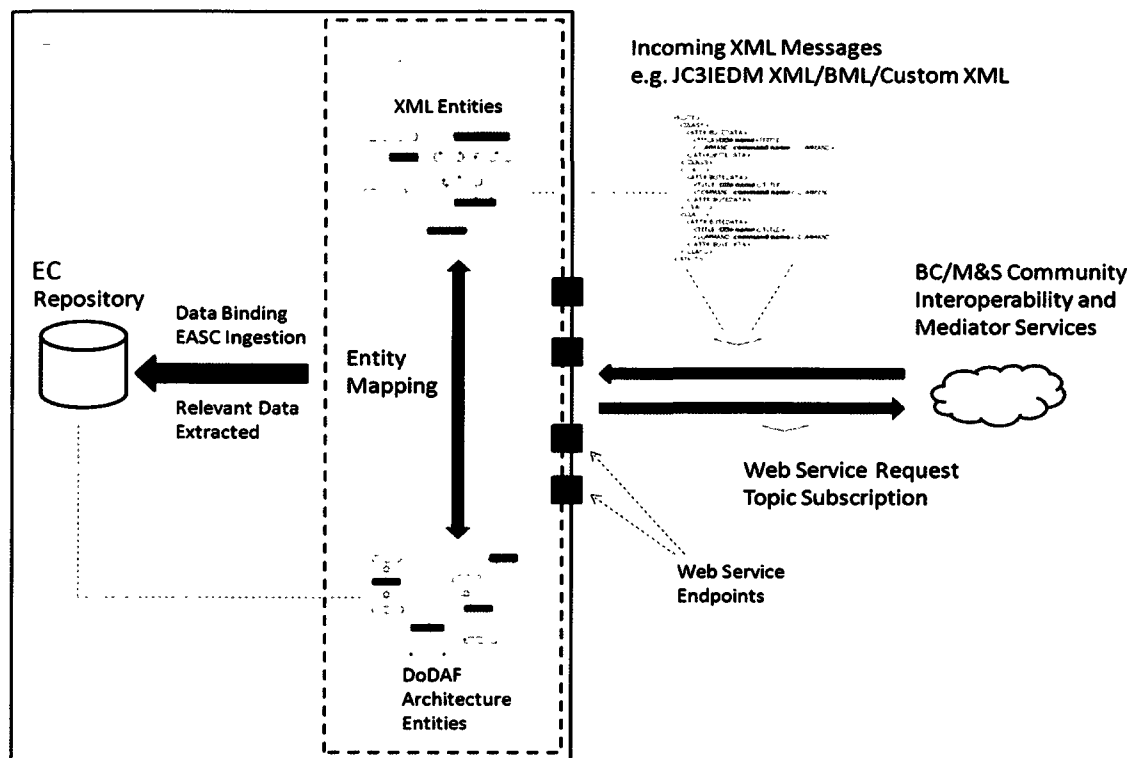 Incoming XML Messages
e.g. JC3IEDM XML/BML/Custom XML
XML Entities
EC
Repository
Data Binding
EASC Ingestion
Relevant Data
Extracted
Entity
Mapping
BC/M&S Community
Interoperability and
Mediator Services
Web Service Request
Topic Subscription
Web Service
Endpoints
DoDAF
Architecture
Entities